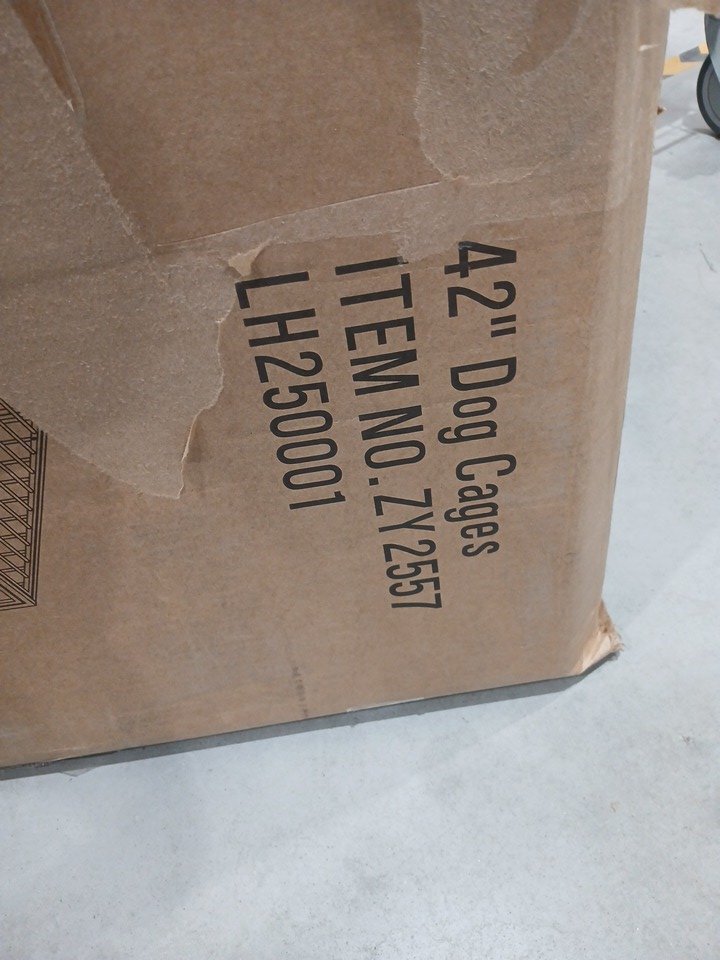 42" Dog Cages
ITEM NO.ZY2557
LH250001